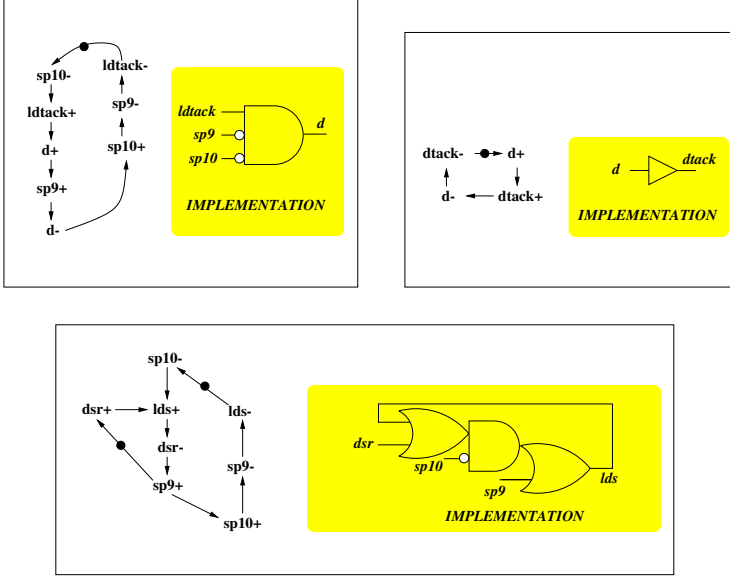 ldtack-
sp10-
ldtack+
sp9-
d+
sp10+
sp9+
d-
ldtack
sp9
sp10
d
IMPLEMENTATION
dtack- d+
d- dtack+
d dtack
IMPLEMENTATION
sp10-
dsr+ lds+ lds-
dsr-
sp9-
sp9+
sp10+
dsr
sp10
sp9
lds
IMPLEMENTATION